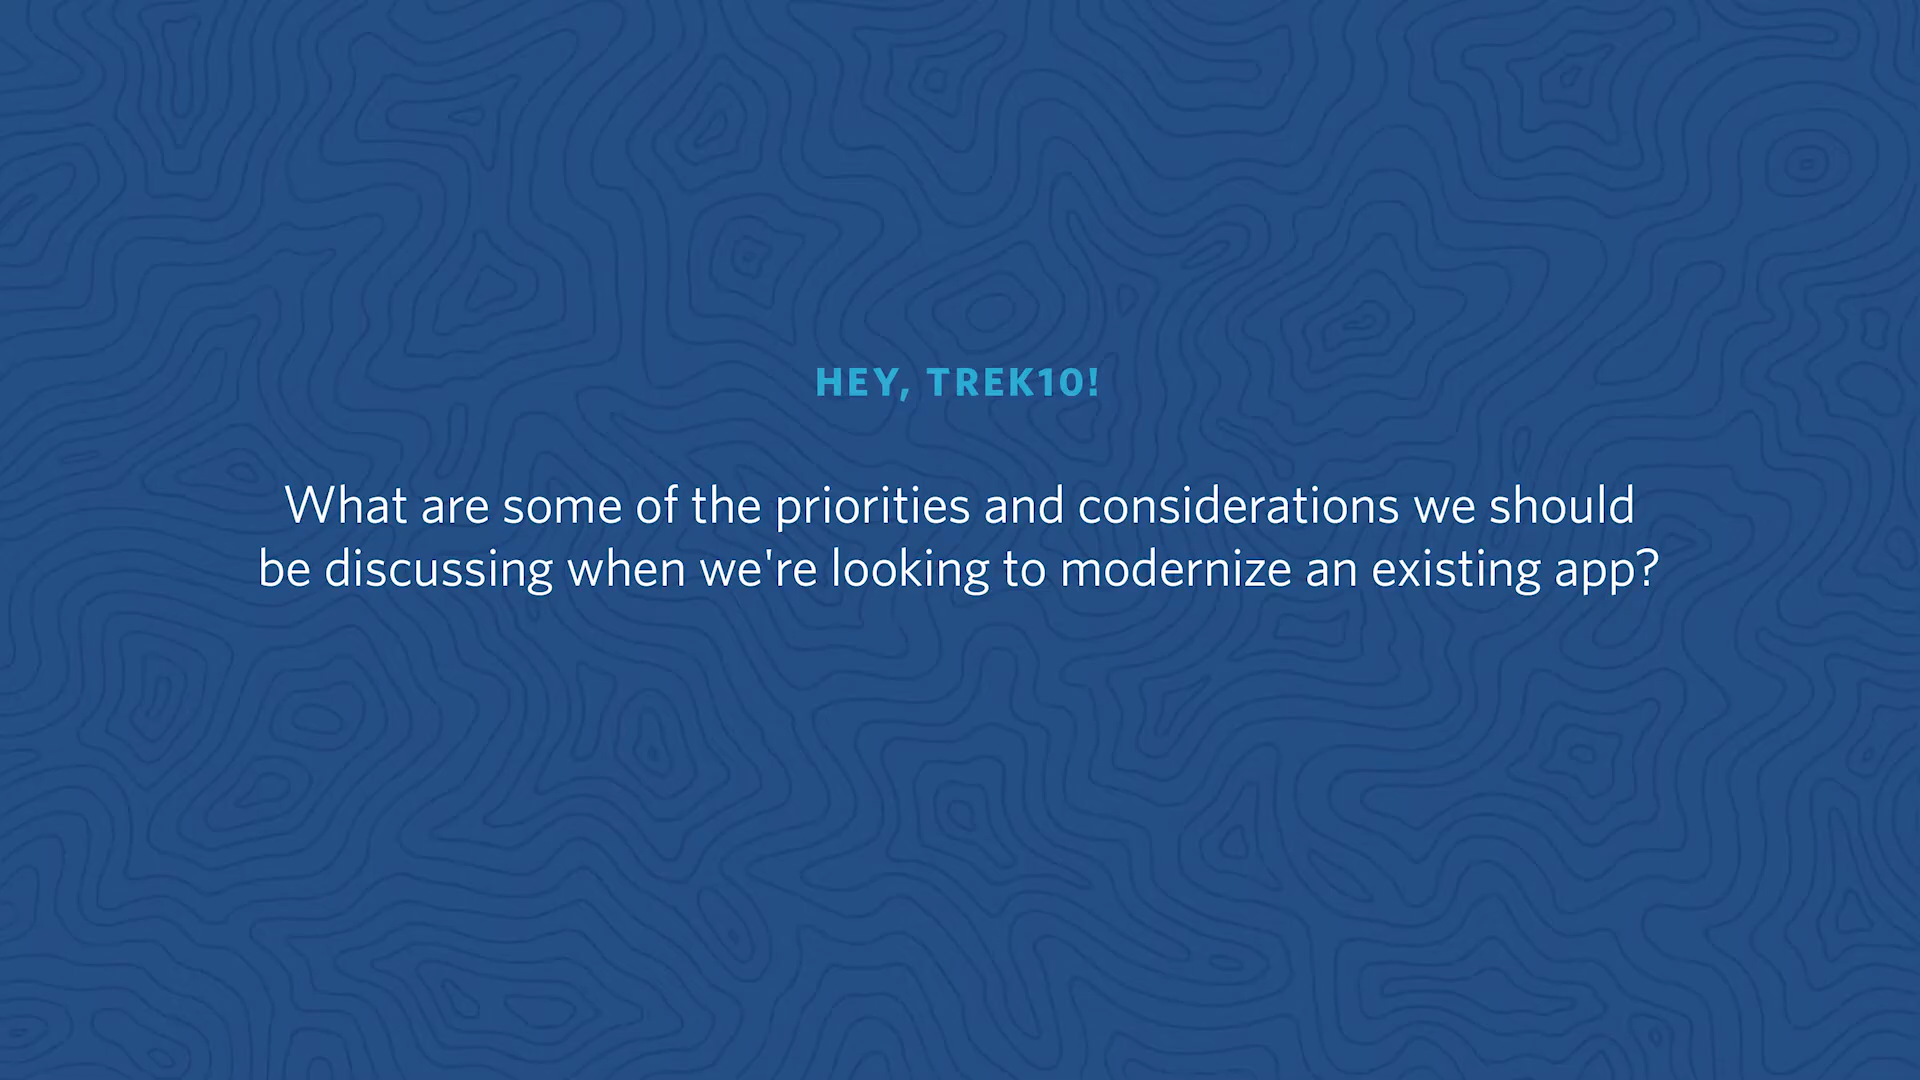 HEY, TREK10!
What are some of the priorities and considerations we should
be discussing when we're looking to modernize an existing app?